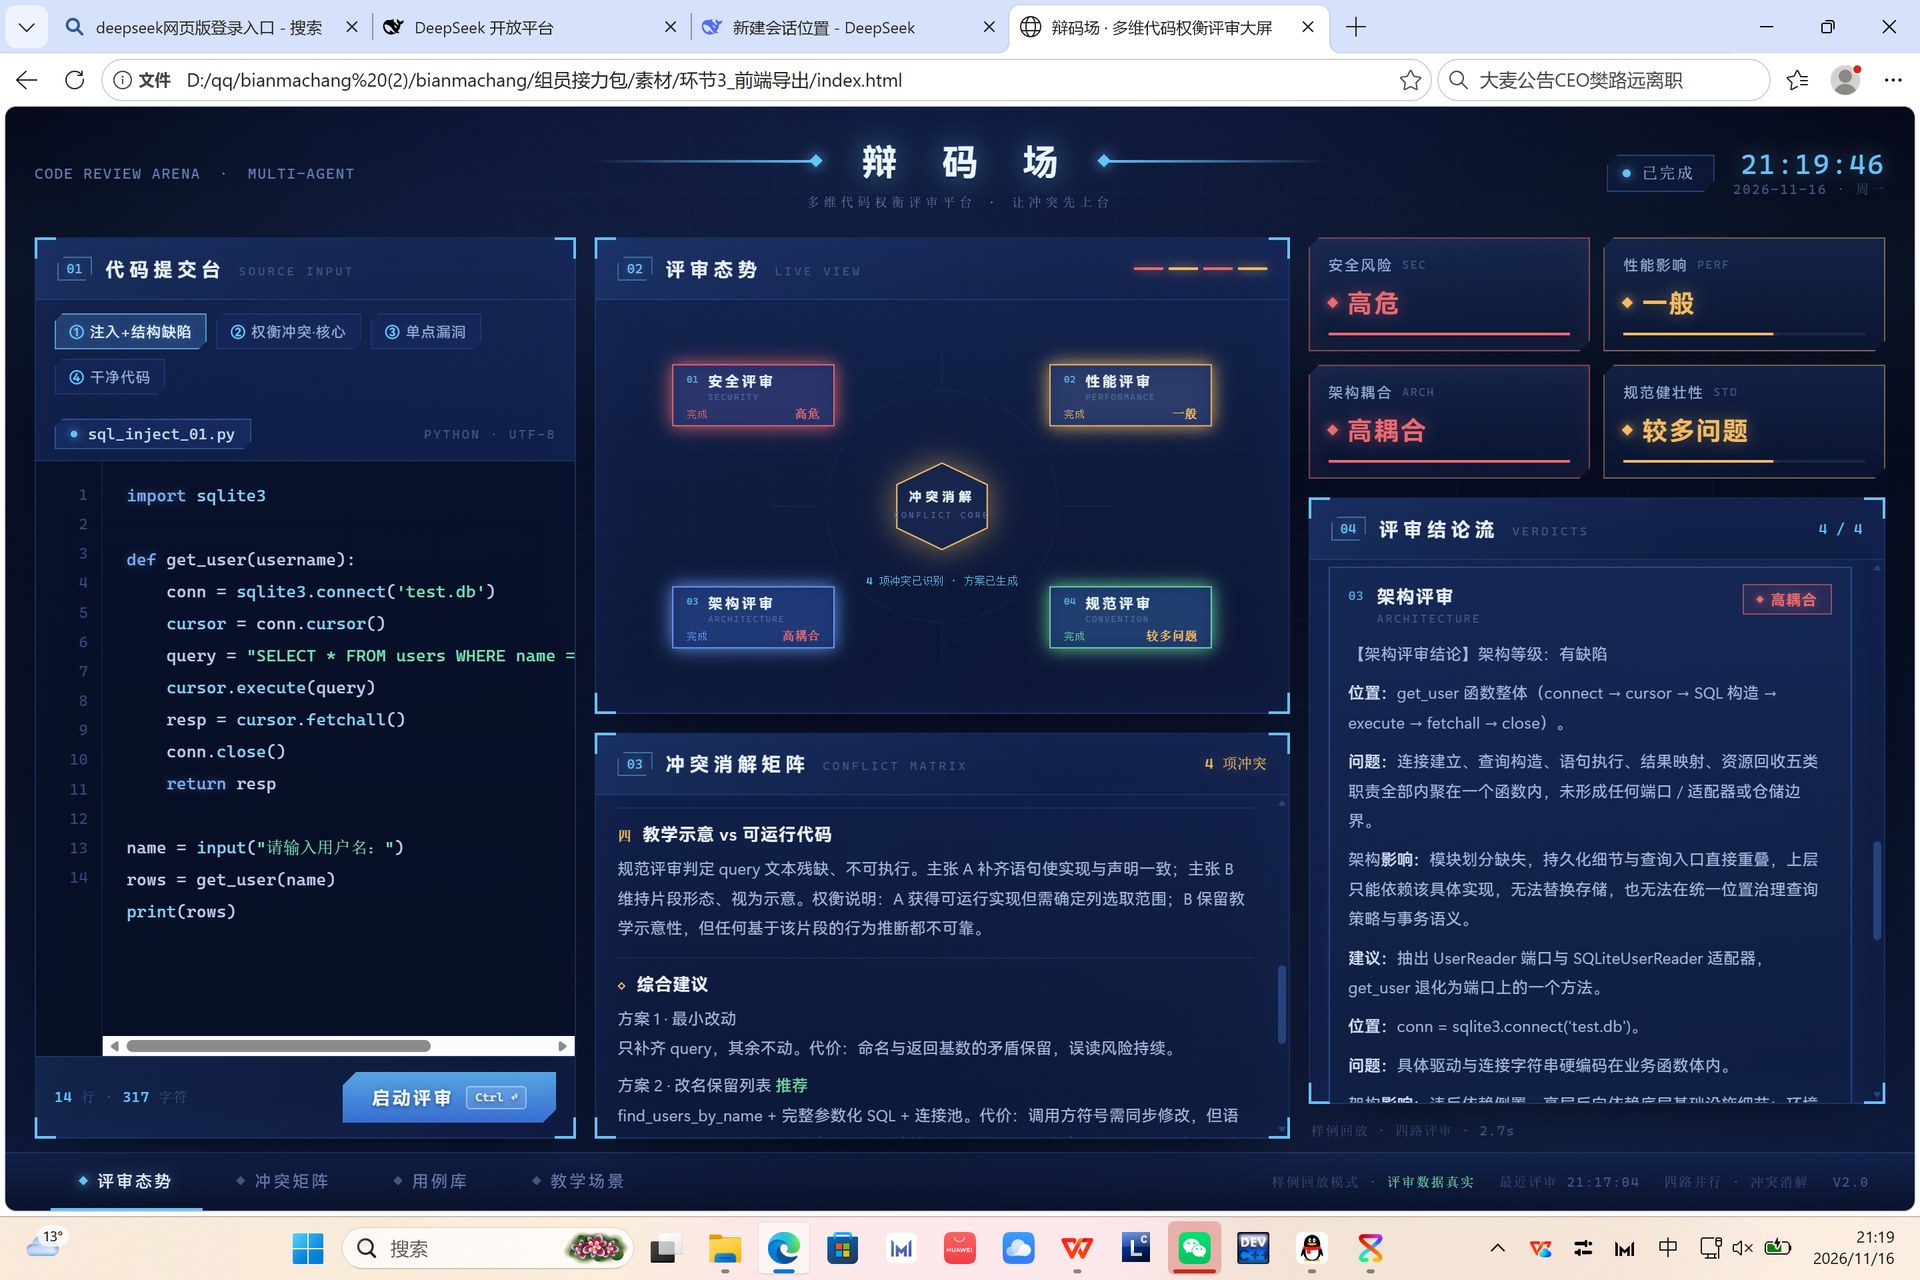 deepseek网页版登录入口 - 搜索
DeepSeek 开放平台
新建会话位置 - DeepSeek
辩码场 · 多维代码权衡评审大屏
文件
D:/qq/bianmachang%20(2)/bianmachang/组员接力包/素材/环节3_前端导出/index.html
大麦公告CEO樊路远离职
CODE REVIEW ARENA · MULTI-AGENT
辩 码 场
多维代码权衡评审平台 · 让冲突先上台
已完成
21:19:46
2026-11-16 · 周一
01 代码提交台 SOURCE INPUT
① 注入+结构缺陷
② 权衡冲突·核心
③ 单点漏洞
④ 干净代码
sql_inject_01.py
PYTHON · UTF-8
1 import sqlite3
2
3 def get_user(username):
4 conn = sqlite3.connect('test.db')
5 cursor = conn.cursor()
6 query = "SELECT * FROM users WHERE name =
7 cursor.execute(query)
8 resp = cursor.fetchall()
9 conn.close()
10 return resp
11
12 name = input("请输入用户名: ")
13 rows = get_user(name)
14 print(rows)
14 行 · 317 字符
启动评审 Ctrl ↵
02 评审态势 LIVE VIEW
01 安全评审
SECURITY
完成 高危
02 性能评审
PERFORMANCE
完成 一般
冲突消解
CONFLICT CORE
4 项冲突已识别 · 方案已生成
03 架构评审
ARCHITECTURE
完成 高耦合
04 规范评审
CONVENTION
完成 较多问题
03 冲突消解矩阵 CONFLICT MATRIX
4 项冲突
四 教学示意 vs 可运行代码
规范评审判定 query 文本残缺、不可执行。主张 A 补齐语句使实现与声明一致；主张 B
维持片段形态、视为示意。权衡说明：A 获得可运行实现但需确定列选取范围；B 保留教
学示意性，但任何基于该片段的行为推断都不可靠。
综合建议
方案 1 · 最小改动
只补齐 query，其余不动。代价：命名与返回基数的矛盾保留，误读风险持续。
方案 2 · 改名保留列表 推荐
find_users_by_name + 完整参数化 SQL + 连接池。代价：调用方符号需同步修改，但语
安全风险 SEC
高危
性能影响 PERF
一般
架构耦合 ARCH
高耦合
规范健壮性 STD
较多问题
04 评审结论流 VERDICTS
4 / 4
03 架构评审
ARCHITECTURE
高耦合
【架构评审结论】架构等级：有缺陷
位置：get_user 函数整体（connect → cursor → SQL 构造 →
execute → fetchall → close）。
问题：连接建立、查询构造、语句执行、结果映射、资源回收五类
职责全部内聚在一个函数内，未形成任何端口 / 适配器或仓储边
界。
架构影响：模块划分缺失，持久化细节与查询入口直接重叠，上层
只能依赖该具体实现，无法替换存储，也无法在统一位置治理查询
策略与事务语义。
建议：抽出 UserReader 端口与 SQLiteUserReader 适配器，
get_user 退化为端口上的一个方法。
位置：conn = sqlite3.connect('test.db')。
问题：具体驱动与连接字符串硬编码在业务函数体内。
样例回放 · 四路评审 · 2.7s
评审态势
冲突矩阵
用例库
教学场景
样例回放模式 · 评审数据真实 最近评审 21:17:04 四路并行 · 冲突消解 V2.0
13°
搜索
HUAWEI
DEV
中
21:19
2026/11/16